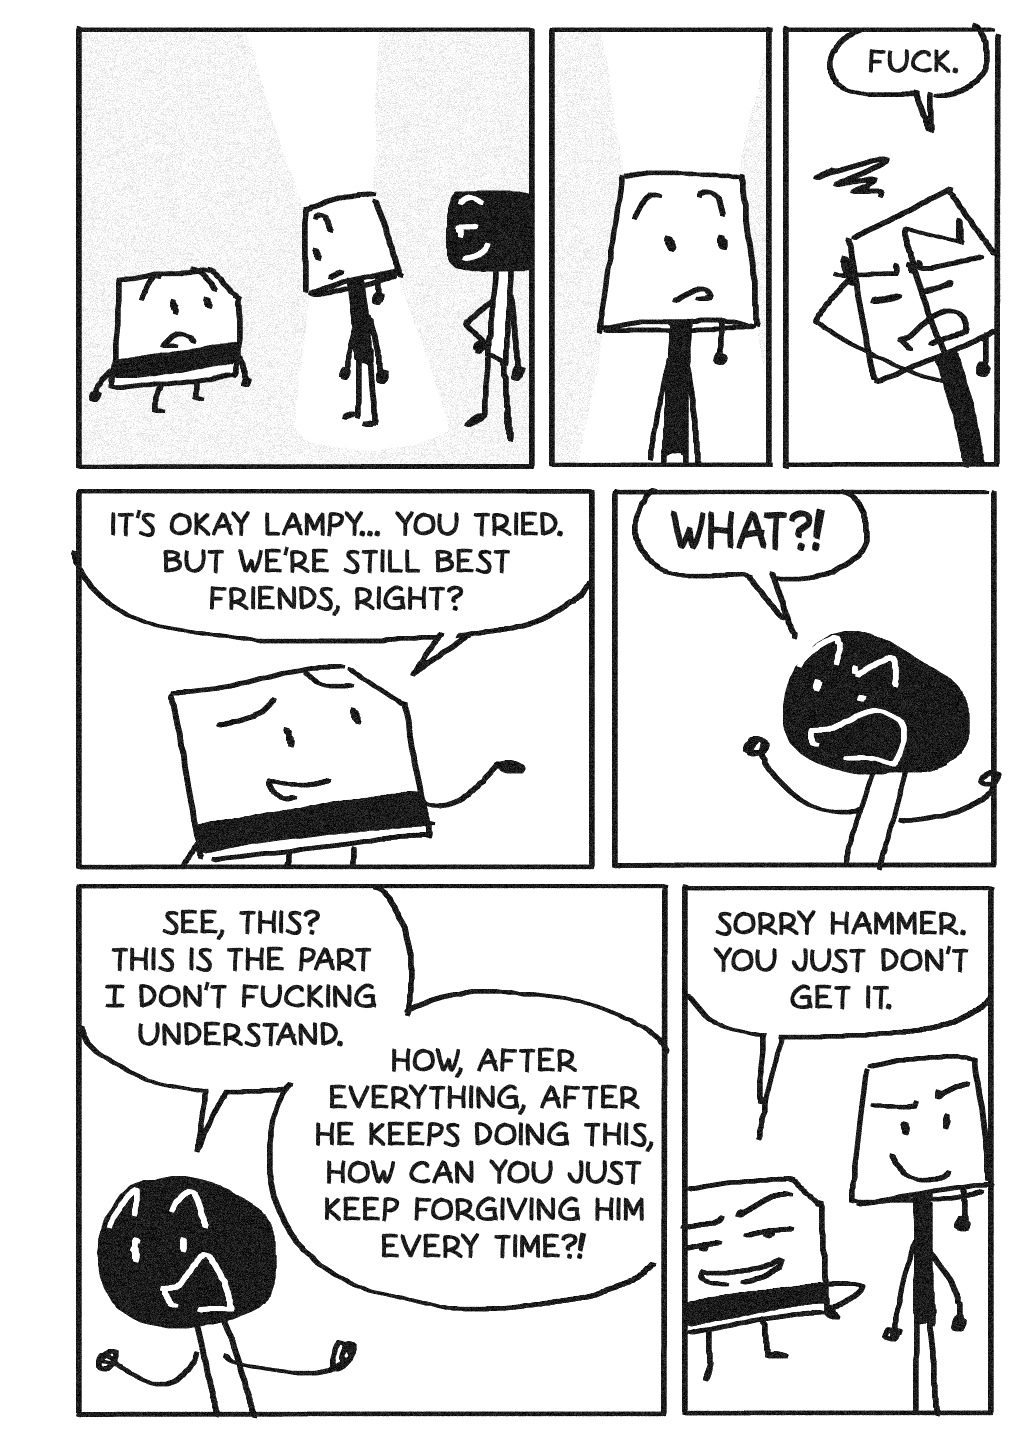 FUCK.
IT'S OKAY LAMPY... YOU TRIED.
BUT WE'RE STILL BEST
FRIENDS, RIGHT?
WHAT?!
SEE, THIS?
THIS IS THE PART
I DON'T FUCKING
UNDERSTAND.
HOW, AFTER
EVERYTHING, AFTER
HE KEEPS DOING THIS,
HOW CAN YOU JUST
KEEP FORGIVING HIM
EVERY TIME?!
SORRY HAMMER.
YOU JUST DON'T
GET IT.